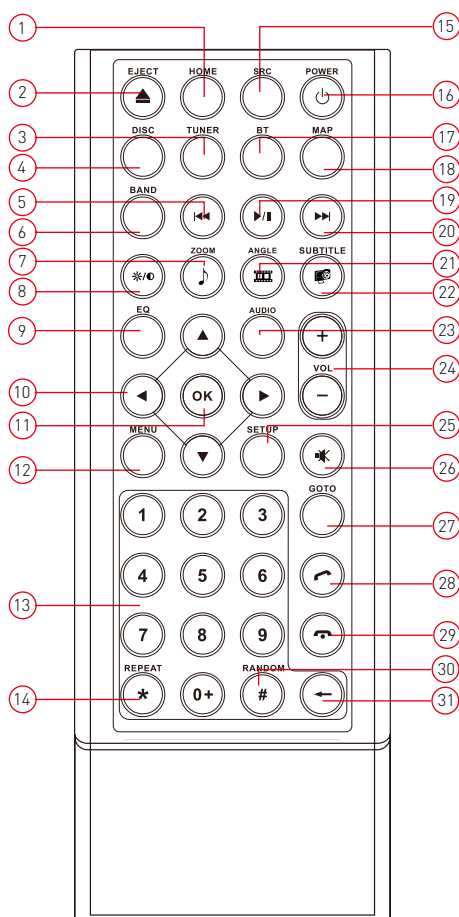 1
15
EJECT HOME SRC POWER
2
16
3
DISC TUNER BT MAP
17
4
18
BAND
5
19
6
20
7
ZOOM ANGLE SUBTITLE
21
8
22
EQ AUDIO
9
23
+
VOL
24
10
OK
−
11
25
MENU SETUP
12
26
GOTO
1 2 3
27
4 5 6
28
13
7 8 9
29
REPEAT RANDOM
30
14
* 0+ #
31